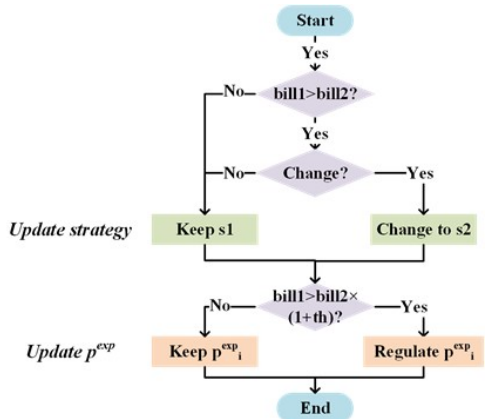 Start
Yes
No
bill1>bill2?
Yes
No
Change?
Yes
Update strategy
Keep s1
Change to s2
No
bill1>bill2×
(1+th)?
Yes
Update p^exp
Keep p^exp_i
Regulate p^exp_i
End